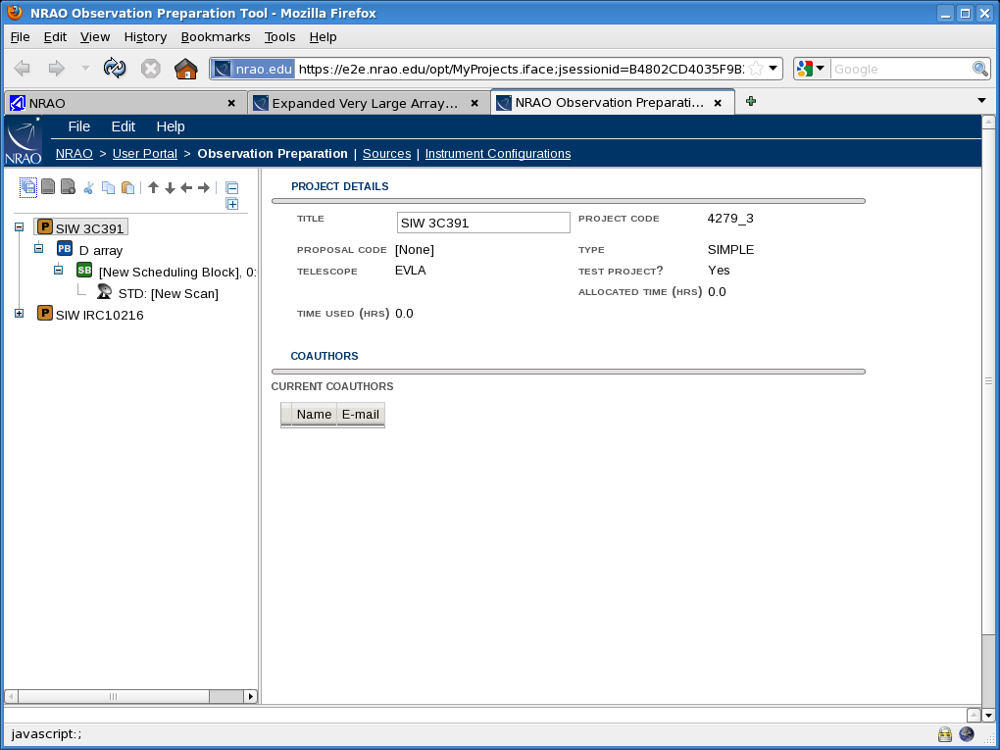 NRAO Observation Preparation Tool - Mozilla Firefox
File Edit View History Bookmarks Tools Help
nrao.edu https://e2e.nrao.edu/opt/MyProjects.iface;jsessionid=B4802CD4035F9B Google
NRAO Expanded Very Large Array... NRAO Observation Preparati...
NRAO File Edit Help
NRAO > User Portal > Observation Preparation | Sources | Instrument Configurations
P SIW 3C391
PB D array
SB [New Scheduling Block], 0:
STD: [New Scan]
P SIW IRC10216
PROJECT DETAILS
TITLE SIW 3C391 PROJECT CODE 4279_3
PROPOSAL CODE [None] TYPE SIMPLE
TELESCOPE EVLA TEST PROJECT? Yes
ALLOCATED TIME (HRS) 0.0
TIME USED (HRS) 0.0
COAUTHORS
CURRENT COAUTHORS
Name E-mail
javascript:;